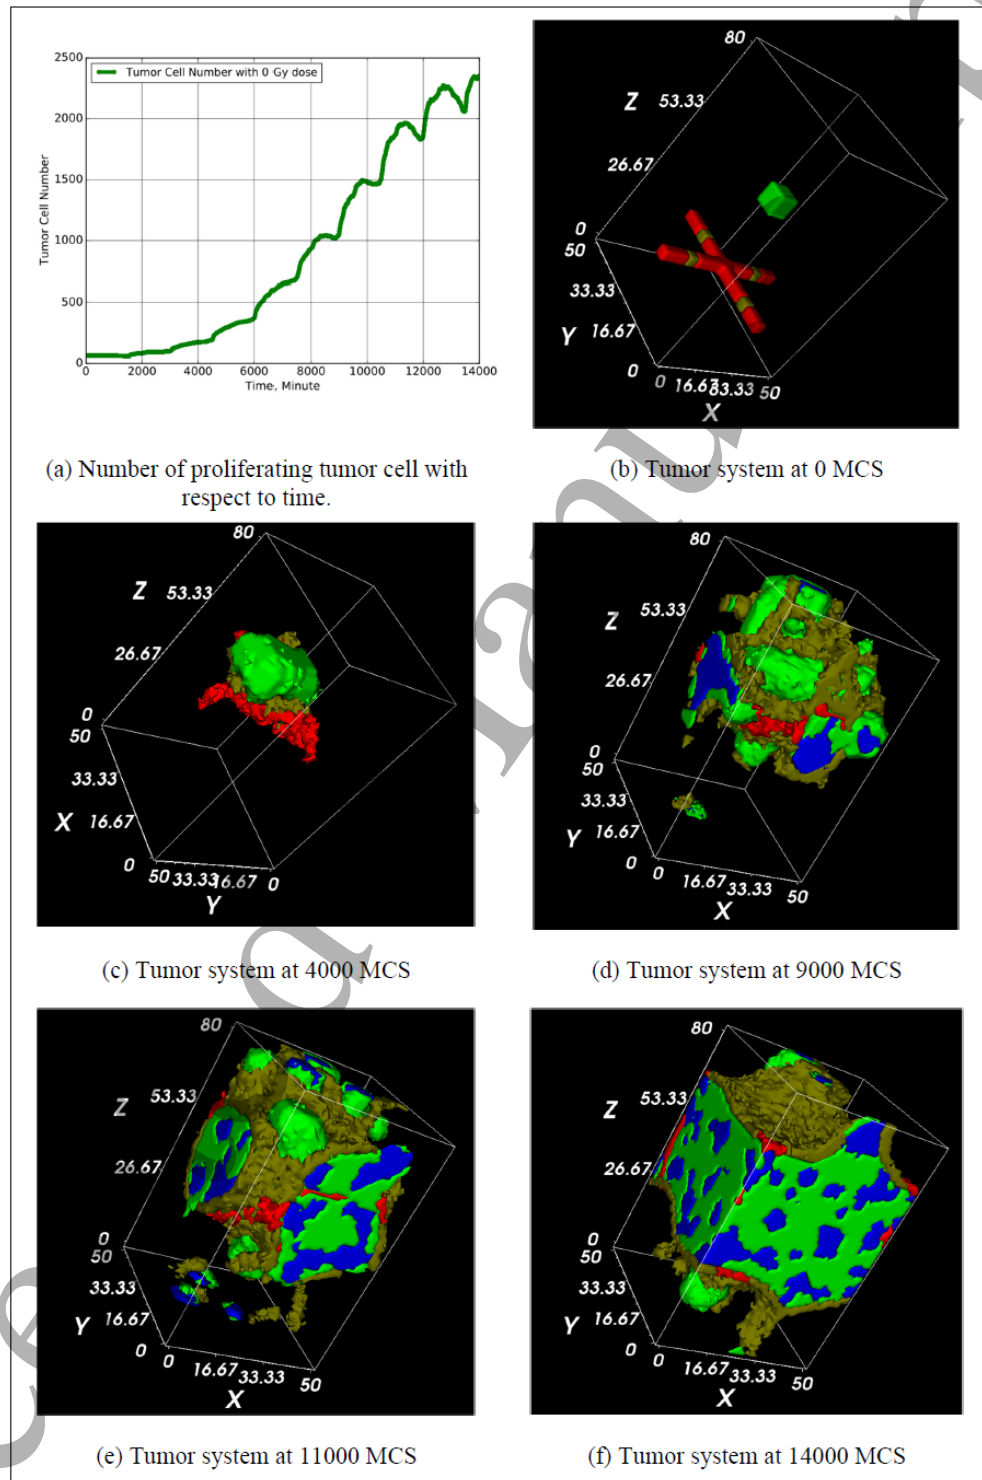 2500
Tumor Cell Number with 0 Gy dose
2000
1500
1000
500
0
Tumor Cell Number
0 2000 4000 6000 8000 10000 12000 14000
Time, Minute
80
Z 53.33
26.67
0
50
33.33
Y 16.67
0
0 16.67 33.33 50
X
(a) Number of proliferating tumor cell with
respect to time.
(b) Tumor system at 0 MCS
80
Z 53.33
26.67
0
50
33.33
X 16.67
0
50 33.33 16.67 0
Y
80
Z 53.33
26.67
0
50
33.33
Y 16.67
0
0 16.67 33.33 50
X
(c) Tumor system at 4000 MCS
(d) Tumor system at 9000 MCS
80
Z 53.33
26.67
0
50
33.33
Y 16.67
0
0 16.67 33.33 50
X
80
Z 53.33
26.67
0
50
33.33
Y 16.67
0
0 16.67 33.33 50
X
(e) Tumor system at 11000 MCS
(f) Tumor system at 14000 MCS